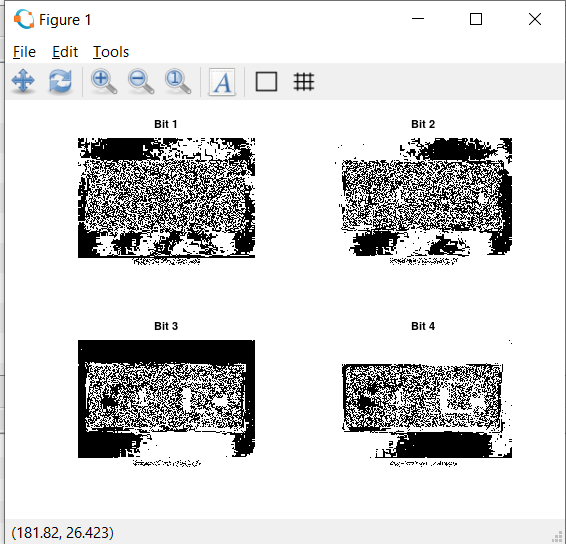 Figure 1
File Edit Tools
A
Bit 1 Bit 2
Bit 3 Bit 4
(181.82, 26.423)